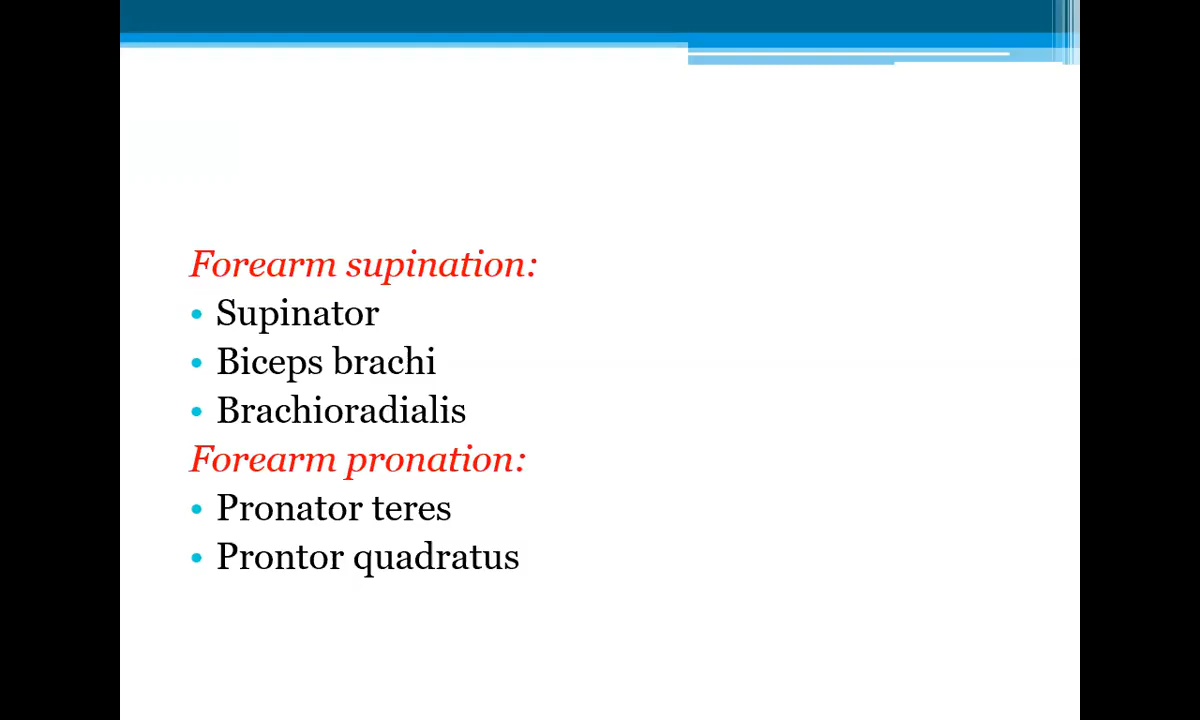 Forearm supination:
• Supinator
• Biceps brachi
• Brachioradialis
Forearm pronation:
• Pronator teres
• Prontor quadratus